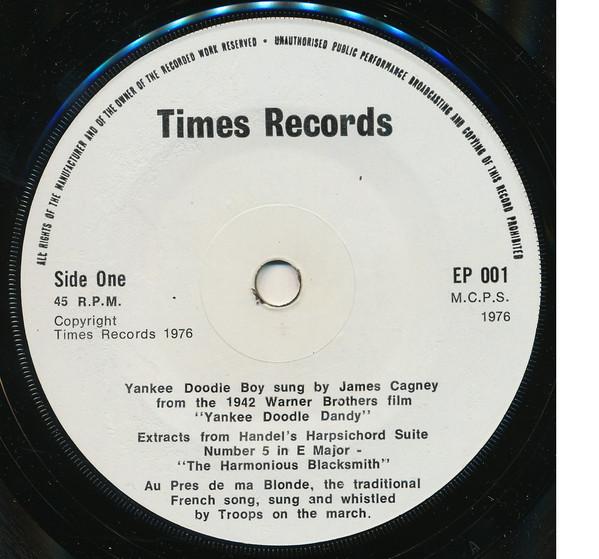 ALL RIGHTS OF THE MANUFACTURER AND OF THE OWNER OF THE RECORDED WORK RESERVED • UNAUTHORISED PUBLIC PERFORMANCE BROADCASTING AND COPYING OF THIS RECORD PROHIBITED
Times Records
Side One
45 R.P.M.
Copyright
Times Records 1976
EP 001
M.C.P.S.
1976
Yankee Doodie Boy sung by James Cagney
from the 1942 Warner Brothers film
"Yankee Doodle Dandy"
Extracts from Handel's Harpsichord Suite
Number 5 in E Major -
"The Harmonious Blacksmith"
Au Pres de ma Blonde, the traditional
French song, sung and whistled
by Troops on the march.